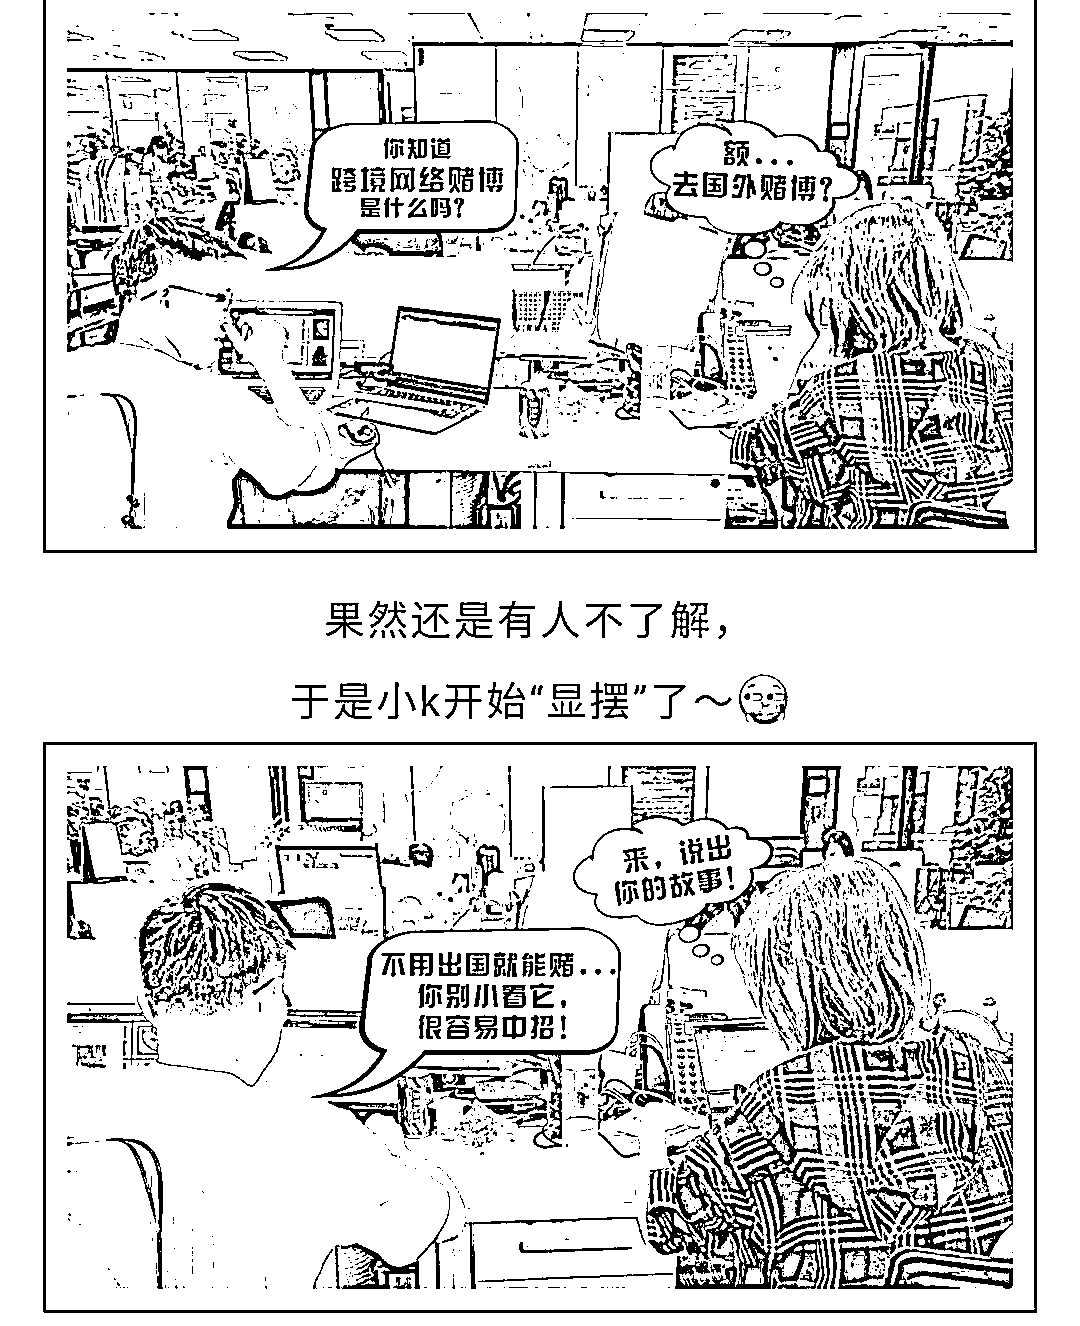 你知道
跨境网络赌博
是什么吗？
额...
去国外赌博？
果然还是有人不了解，
于是小k开始“显摆”了～
来，说出
你的故事！
不用出国就能赌...
你别小看它，
很容易中招！